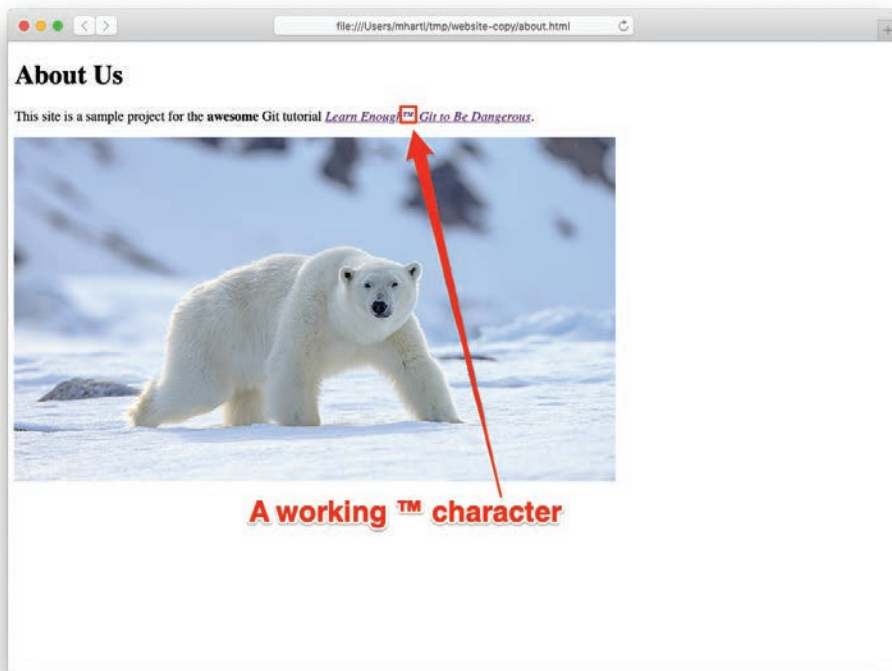 file:///Users/mhartl/tmp/website-copy/about.html
About Us
This site is a sample project for the awesome Git tutorial Learn Enough™ Git to Be Dangerous.
A working ™ character